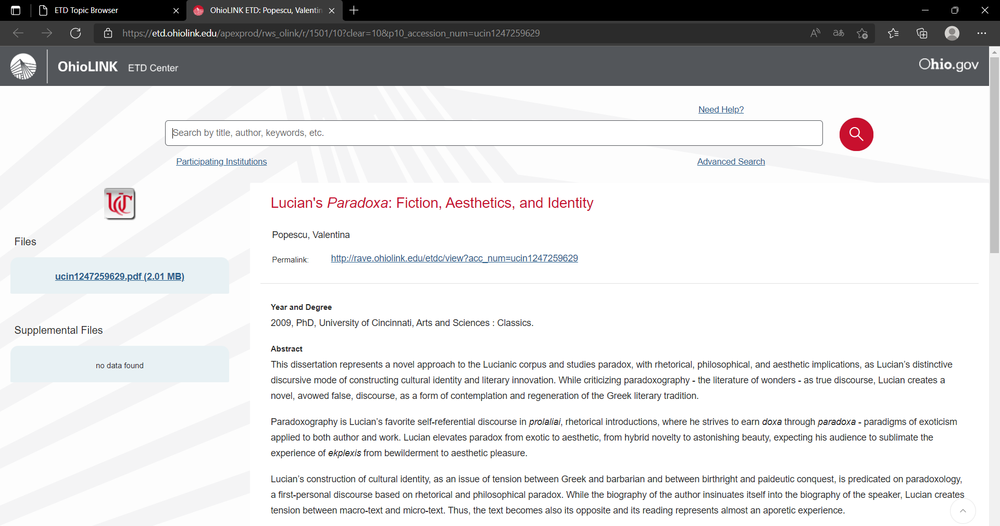 ETD Topic Browser
OhioLINK ETD: Popescu, Valentin
https://etd.ohiolink.edu/apexprod/rws_olink/r/1501/10?clear=10&p10_accession_num=ucin1247259629
OhioLINK ETD Center
Ohio.gov
Need Help?
Search by title, author, keywords, etc.
Participating Institutions
Advanced Search
UC
Lucian's Paradoxa: Fiction, Aesthetics, and Identity
Popescu, Valentina
Files
Permalink: http://rave.ohiolink.edu/etdc/view?acc_num=ucin1247259629
ucin1247259629.pdf (2.01 MB)
Year and Degree
2009, PhD, University of Cincinnati, Arts and Sciences : Classics.
Supplemental Files
no data found
Abstract
This dissertation represents a novel approach to the Lucianic corpus and studies paradox, with rhetorical, philosophical, and aesthetic implications, as Lucian’s distinctive
discursive mode of constructing cultural identity and literary innovation. While criticizing paradoxography - the literature of wonders - as true discourse, Lucian creates a
novel, avowed false, discourse, as a form of contemplation and regeneration of the Greek literary tradition.
Paradoxography is Lucian’s favorite self-referential discourse in prolaliai, rhetorical introductions, where he strives to earn doxa through paradoxa - paradigms of exoticism
applied to both author and work. Lucian elevates paradox from exotic to aesthetic, from hybrid novelty to astonishing beauty, expecting his audience to sublimate the
experience of ekplexis from bewilderment to aesthetic pleasure.
Lucian’s construction of cultural identity, as an issue of tension between Greek and barbarian and between birthright and paideutic conquest, is predicated on paradoxology,
a first-personal discourse based on rhetorical and philosophical paradox. While the biography of the author insinuates itself into the biography of the speaker, Lucian creates
tension between macro-text and micro-text. Thus, the text becomes also its opposite and its reading represents almost an aporetic experience.